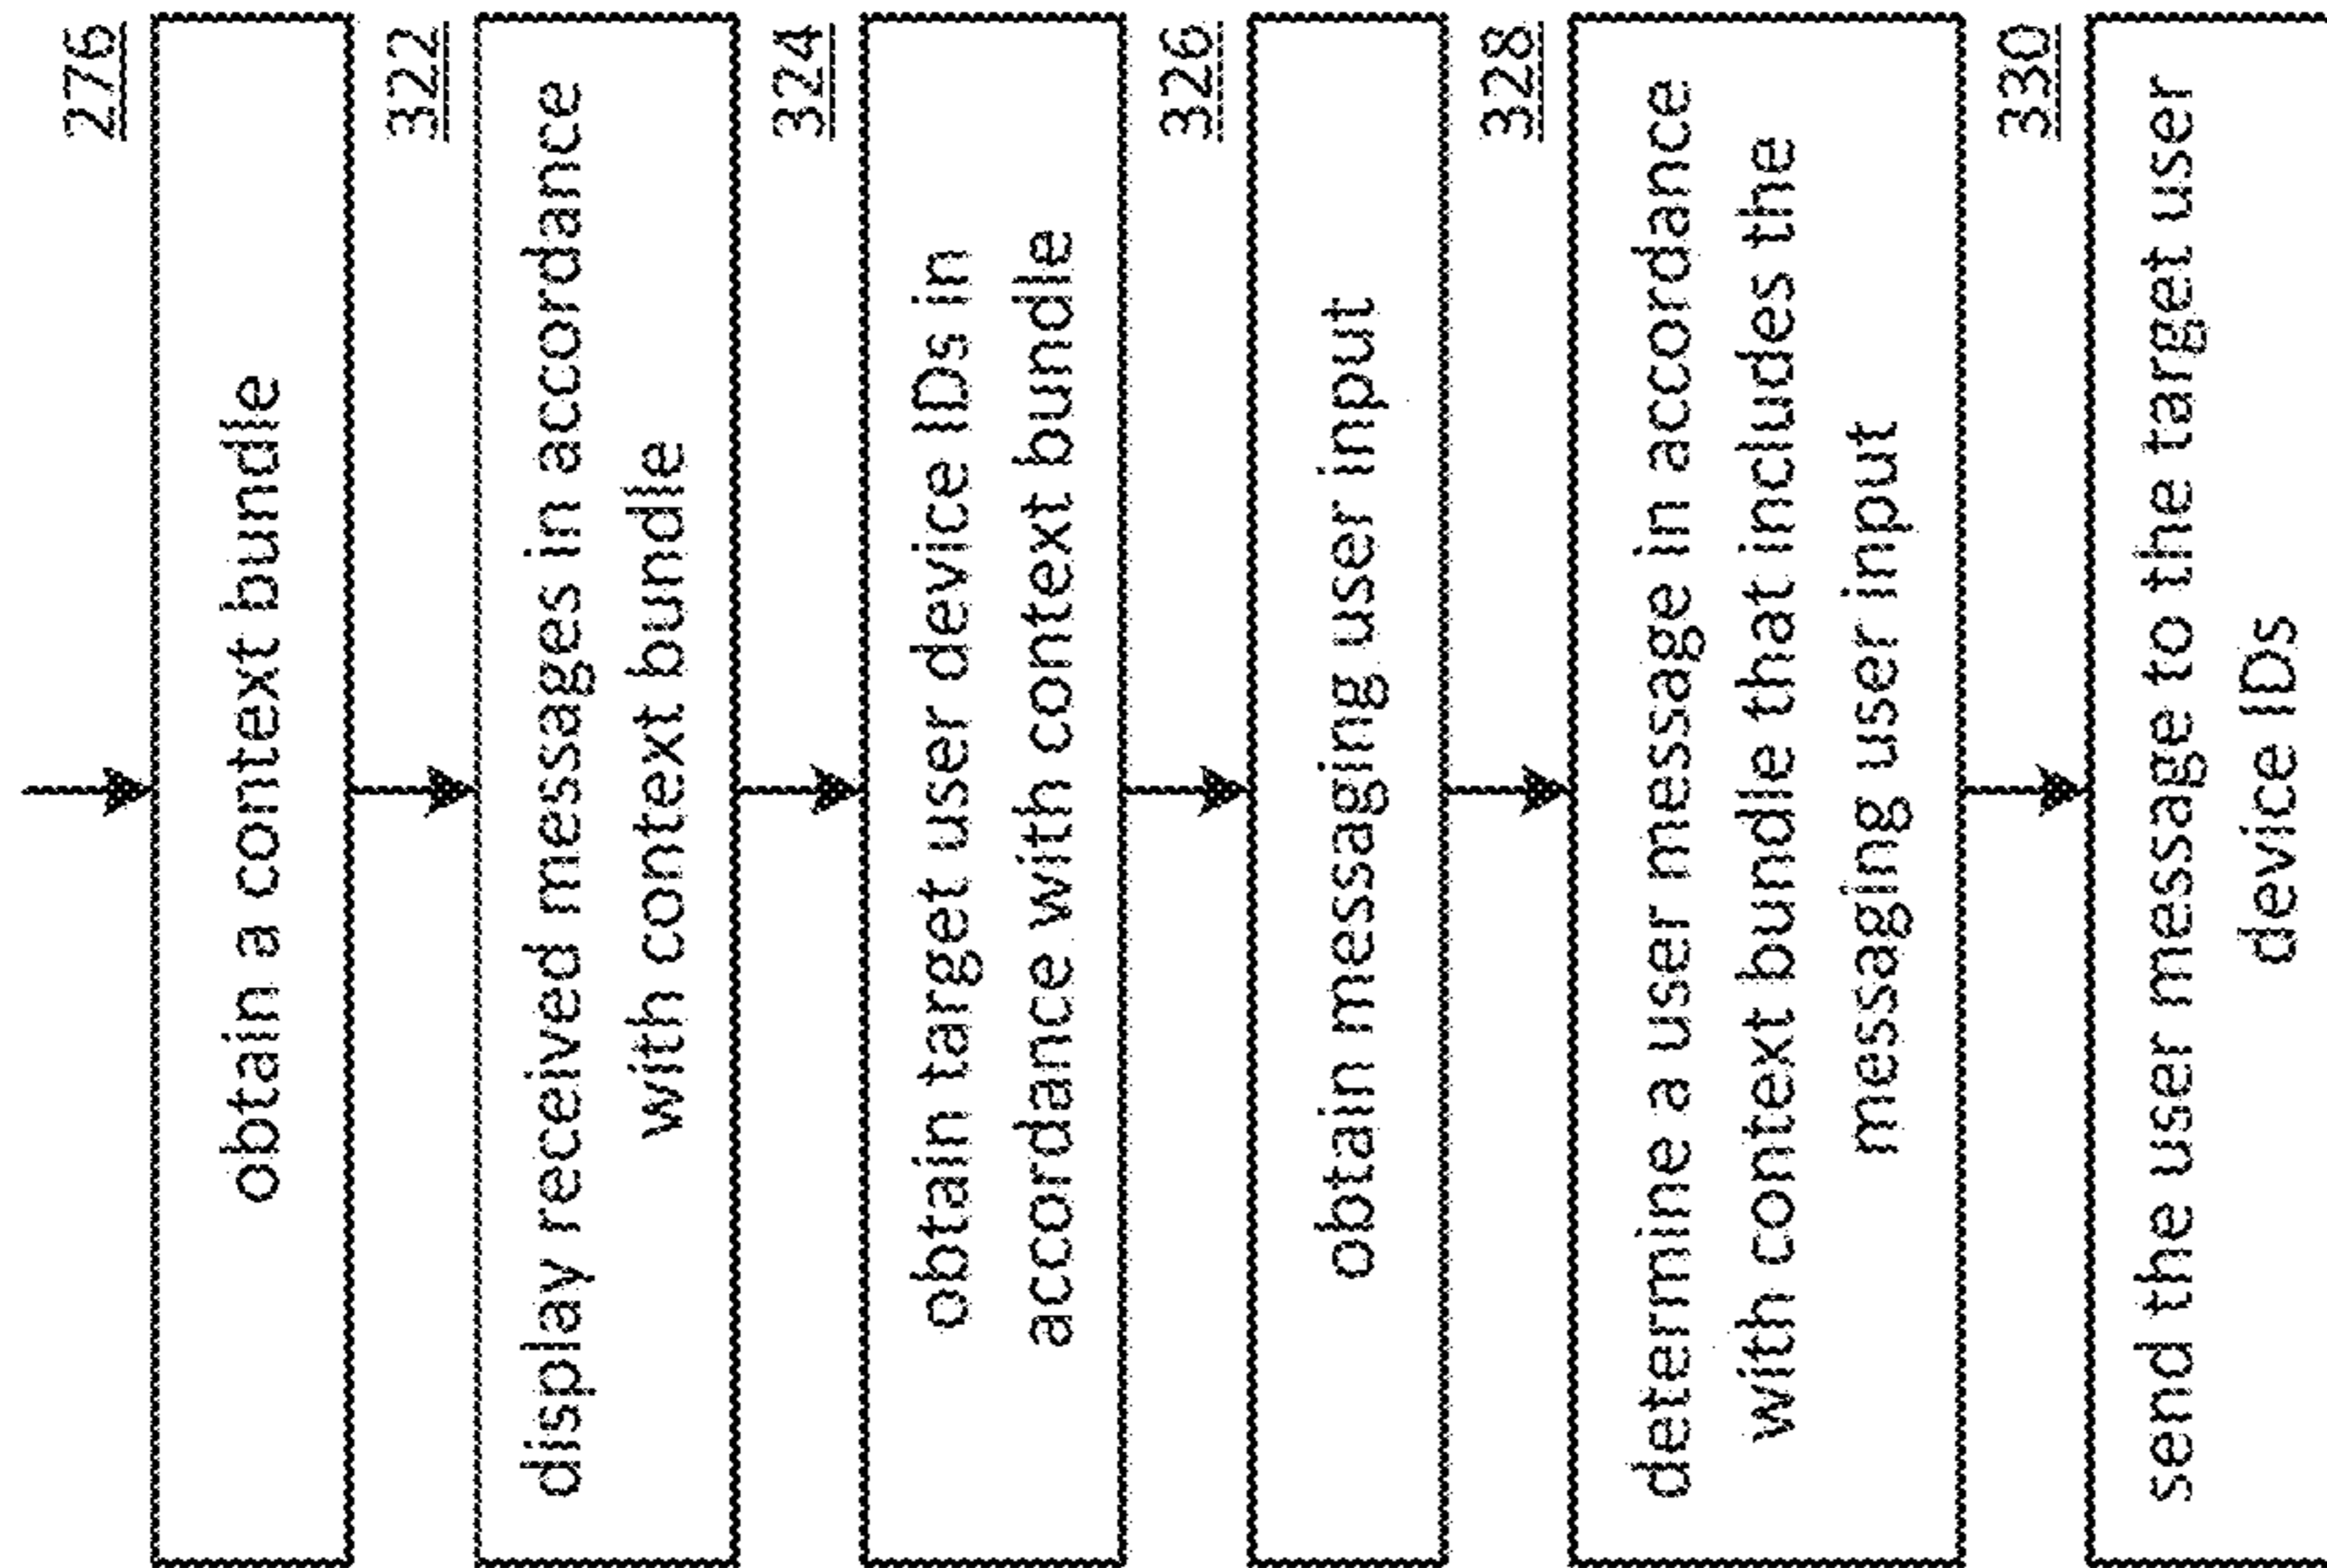 276
obtain a context bundle
322
display received messages in accordance
with context bundle
324
obtain target user device IDs in
accordance with context bundle
326
obtain messaging user input
328
determine a user message in accordance
with context bundle that includes the
messaging user input
330
send the user message to the target user
device IDs